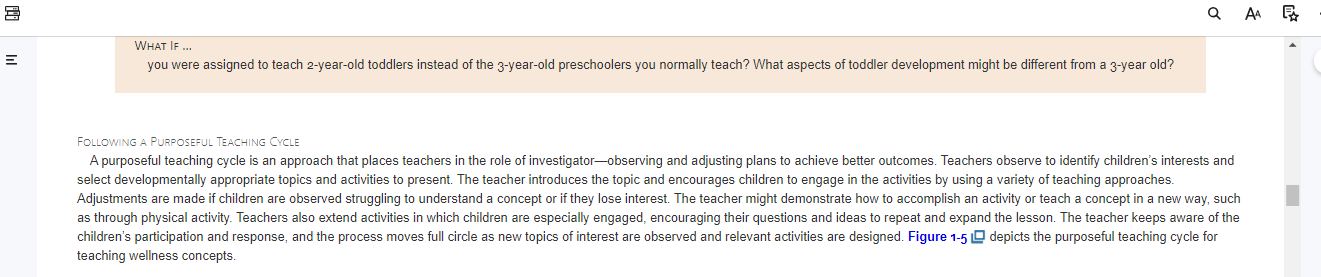 AA
WHAT IF ...
you were assigned to teach 2-year-old toddlers instead of the 3-year-old preschoolers you normally teach? What aspects of toddler development might be different from a 3-year old?
FOLLOWING A PURPOSEFUL TEACHING CYCLE
A purposeful teaching cycle is an approach that places teachers in the role of investigator—observing and adjusting plans to achieve better outcomes. Teachers observe to identify children's interests and
select developmentally appropriate topics and activities to present. The teacher introduces the topic and encourages children to engage in the activities by using a variety of teaching approaches.
Adjustments are made if children are observed struggling to understand a concept or if they lose interest. The teacher might demonstrate how to accomplish an activity or teach a concept in a new way, such
as through physical activity. Teachers also extend activities in which children are especially engaged, encouraging their questions and ideas to repeat and expand the lesson. The teacher keeps aware of the
children's participation and response, and the process moves full circle as new topics of interest are observed and relevant activities are designed. Figure 1-5 depicts the purposeful teaching cycle for
teaching wellness concepts.